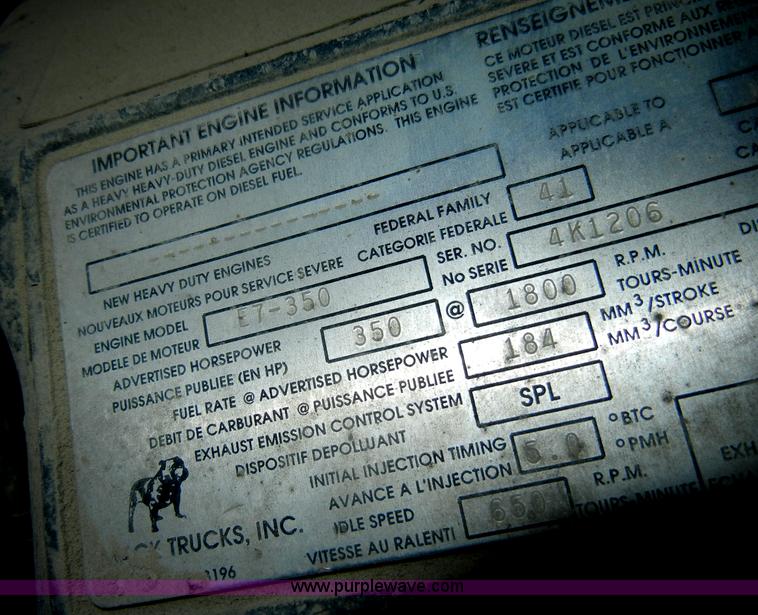 IMPORTANT ENGINE INFORMATION
THIS ENGINE HAS A PRIMARY INTENDED SERVICE APPLICATION
AS A HEAVY HEAVY-DUTY DIESEL ENGINE AND CONFORMS TO U.S.
ENVIRONMENTAL PROTECTION AGENCY REGULATIONS. THIS ENGINE
IS CERTIFIED TO OPERATE ON DIESEL FUEL.
CE MOTEUR DIESEL EST
SEVERE ET EST CONFORME AUX
PROTECTION DE L'ENVIRONNEMENT
EST CERTIFIE POUR FONCTIONNER
APPLICABLE TO
APPLICABLE A
NEW HEAVY DUTY ENGINES
NOUVEAUX MOTEURS POUR SERVICE SEVERE
FEDERAL FAMILY 41
CATEGORIE FEDERALE
ENGINE MODEL E7-350
MODELE DE MOTEUR
SER. NO. 4K1206
No SERIE
ADVERTISED HORSEPOWER 350 @ 1800 R.P.M.
PUISSANCE PUBLIEE (EN HP) TOURS-MINUTE
FUEL RATE @ ADVERTISED HORSEPOWER 184 MM3/STROKE
DEBIT DE CARBURANT @ PUISSANCE PUBLIEE MM3/COURSE
EXHAUST EMISSION CONTROL SYSTEM SPL
DISPOSITIF DEPOLUANT
INITIAL INJECTION TIMING 5.0 °BTC
AVANCE A L'INJECTION °PMH
IDLE SPEED 650 R.P.M.
VITESSE AU RALENTI TOURS-MINUTE
TRUCKS, INC.
www.purplewave.com